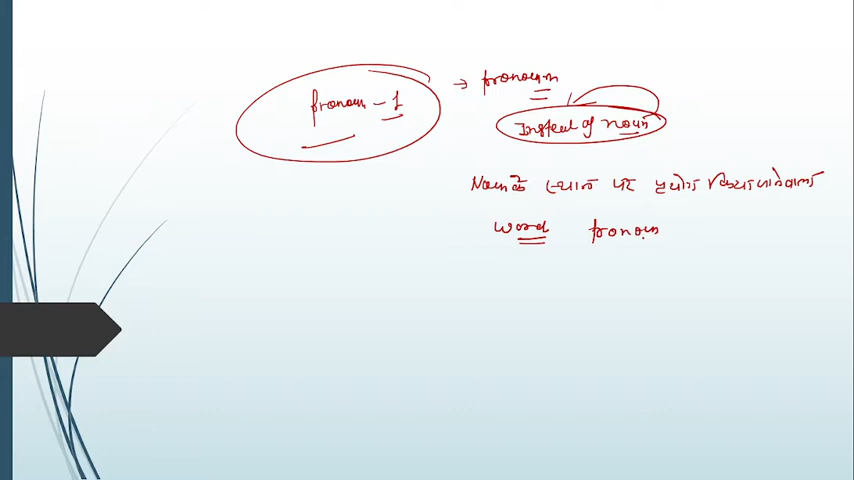 pronoun - 1
→ pronoun
Instead of noun
Noun के स्थान पर प्रयोग किया जानेवाला
word pronoun